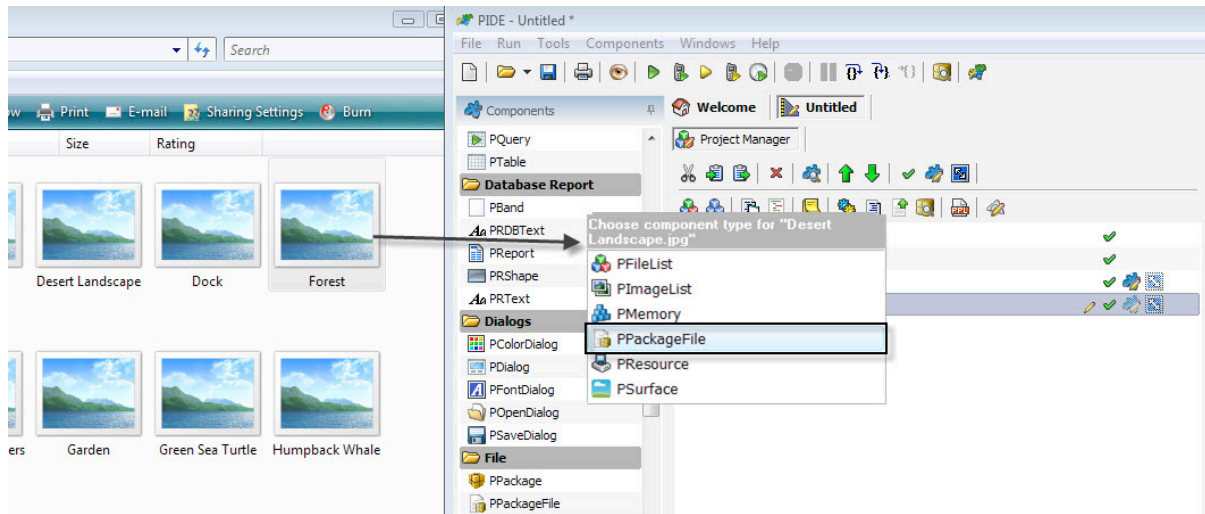 PIDE - Untitled *
File Run Tools Components Windows Help
Search
Print E-mail Sharing Settings Burn
Size Rating
Desert Landscape Dock Forest
Garden Green Sea Turtle Humpback Whale
Components
PQuery
PTable
Database Report
PBand
PRDBText
PReport
PRShape
PRText
Dialogs
PColorDialog
PDialog
PFontDialog
POpenDialog
PSaveDialog
File
PPackage
PPackageFile
Welcome Untitled
Project Manager
Choose component type for "Desert
Landscape.jpg"
PFileList
PImageList
PMemory
PPackageFile
PResource
PSurface